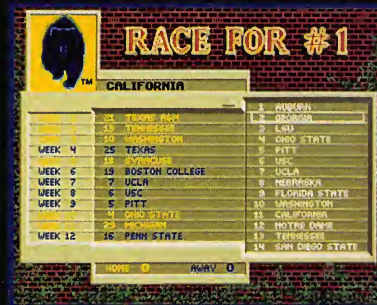 RACE FOR #1
TM
CALIFORNIA
21 TEXAS A&M
13 TENNESSEE
10 WASHINGTON
WEEK 4 25 TEXAS
18 SYRACUSE
WEEK 6 19 BOSTON COLLEGE
WEEK 7 7 UCLA
WEEK 8 6 USC
WEEK 9 5 PITT
4 OHIO STATE
23 MICHIGAN
WEEK 12 16 PENN STATE
1 AUBURN
2 GEORGIA
3 LSU
4 OHIO STATE
5 PITT
6 USC
7 UCLA
8 NEBRASKA
9 FLORIDA STATE
10 WASHINGTON
11 CALIFORNIA
12 NOTRE DAME
13 TENNESSEE
14 SAN DIEGO STATE
HOME 0 AWAY 0